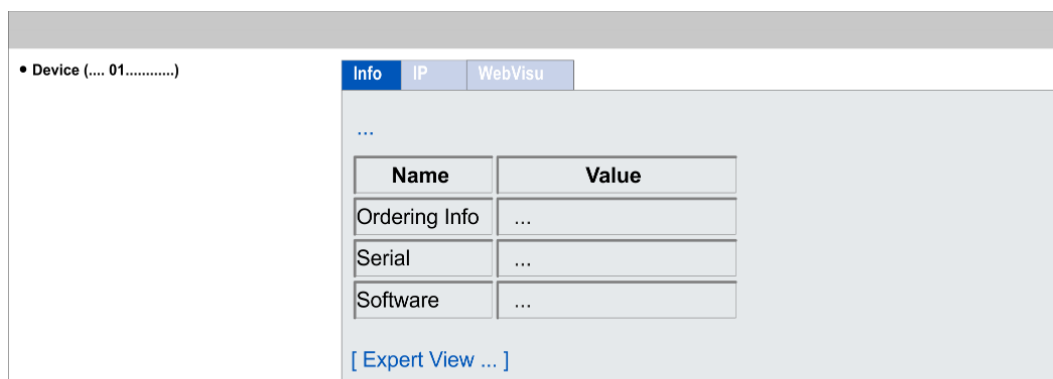 • Device (.... 01............)
Info IP WebVisu
...
Name Value
Ordering Info ...
Serial ...
Software ...
[ Expert View ... ]